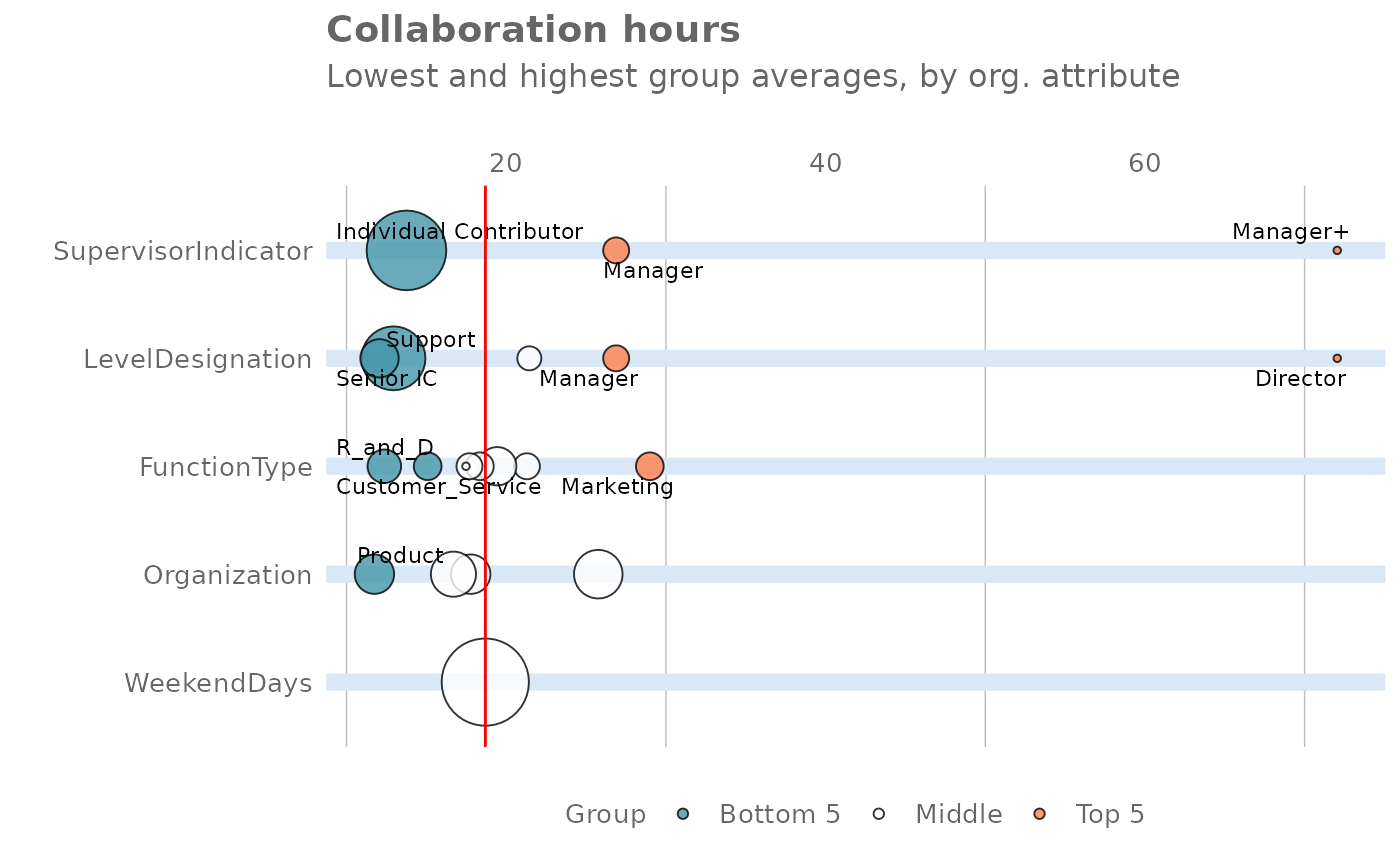 Collaboration hours
Lowest and highest group averages, by org. attribute
20 40 60
SupervisorIndicator
Individual Contributor
Manager
Manager+
LevelDesignation
Support
Senior IC
Manager
Director
FunctionType
R_and_D
Customer_Service
Marketing
Organization
Product
WeekendDays
Group Bottom 5 Middle Top 5